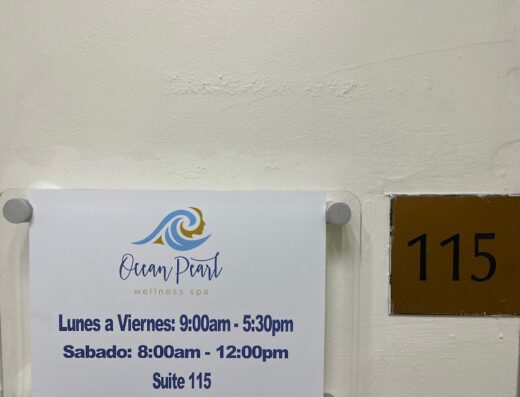 Ocean Pearl
wellness spa
Lunes a Viernes: 9:00am - 5:30pm
Sabado: 8:00am - 12:00pm
Suite 115
115